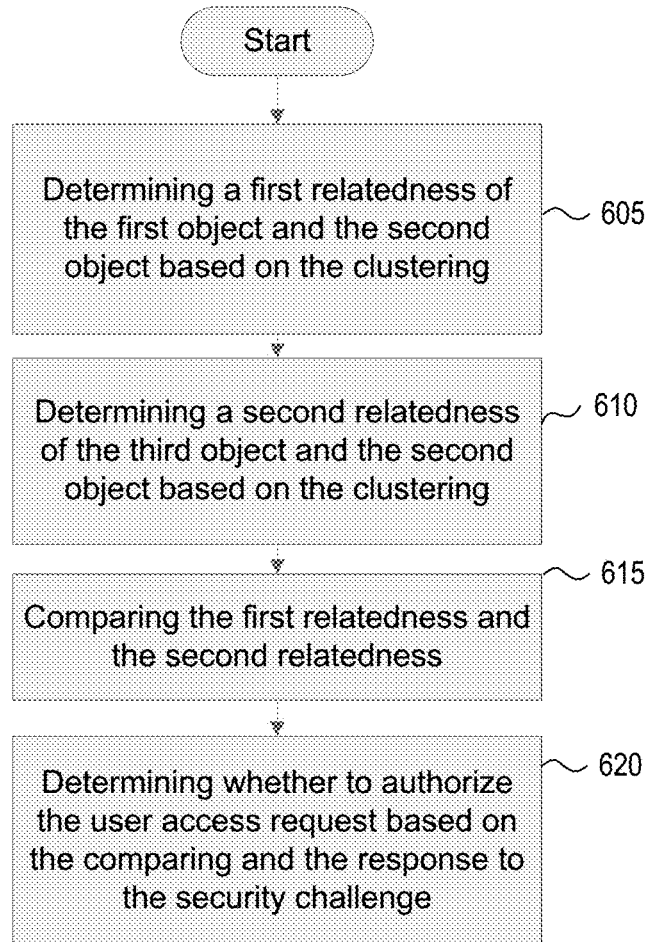 Start
Determining a first relatedness of
the first object and the second
object based on the clustering
605
Determining a second relatedness
of the third object and the second
object based on the clustering
610
615
Comparing the first relatedness and
the second relatedness
Determining whether to authorize
the user access request based on
the comparing and the response to
the security challenge
620